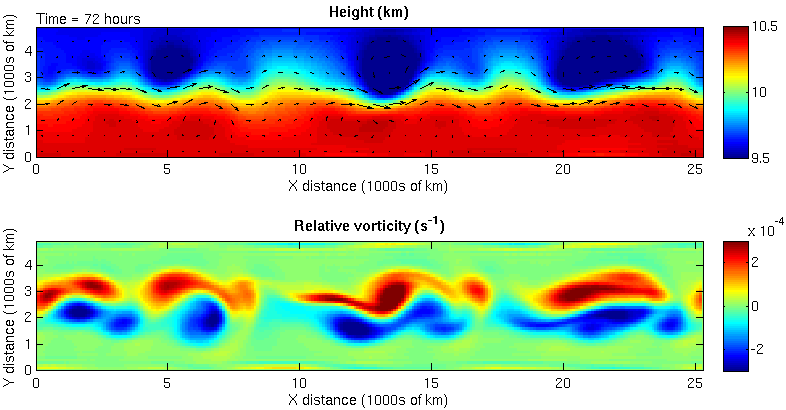 Height (km)
Time = 72 hours
Y distance (1000s of km)
4
3
2
1
0
0 5 10 15 20 25
X distance (1000s of km)
10.5
10
9.5
Relative vorticity (s-1)
x 10-4
Y distance (1000s of km)
4
3
2
1
0
0 5 10 15 20 25
X distance (1000s of km)
2
0
-2